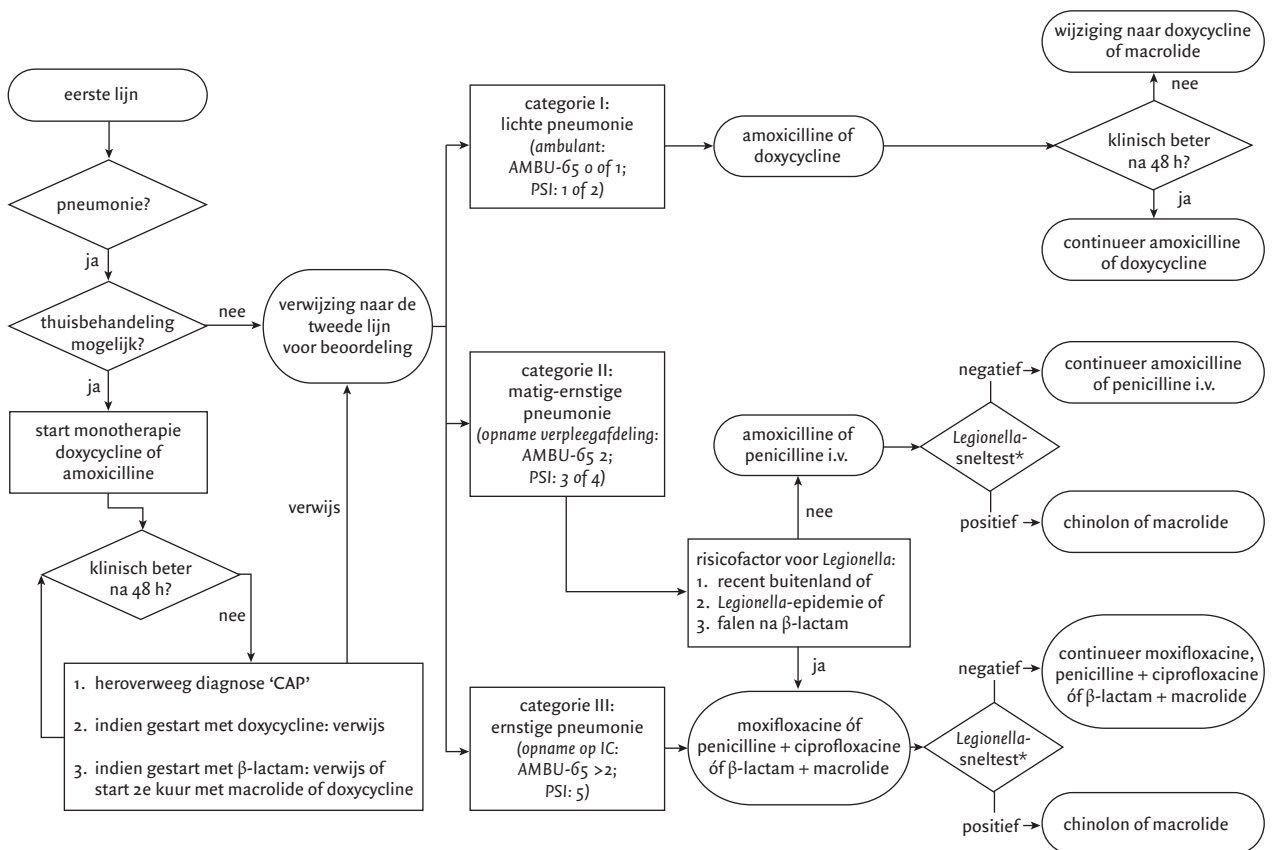 eerste lijn
pneumonie?
ja
thuisbehandeling
mogelijk?
nee
ja
start monotherapie
doxycycline of
amoxicilline
klinisch beter
na 48 h?
nee
1. heroverweeg diagnose ‘CAP’
2. indien gestart met doxycycline: verwijs
3. indien gestart met β-lactam: verwijs of
start 2e kuur met macrolide of doxycycline
verwijs
verwijzing naar de
tweede lijn
voor beoordeling
categorie I:
lichte pneumonie
(ambulant:
AMBU-65 0 of 1;
PSI: 1 of 2)
amoxicilline of
doxycycline
klinisch beter
na 48 h?
nee
wijziging naar doxycycline
of macrolide
ja
continueer amoxicilline
of doxycycline
categorie II:
matig-ernstige
pneumonie
(opname verpleegafdeling:
AMBU-65 2;
PSI: 3 of 4)
risicofactor voor Legionella:
1. recent buitenland of
2. Legionella-epidemie of
3. falen na β-lactam
nee
amoxicilline of
penicilline i.v.
Legionella-
sneltest*
negatief
continueer amoxicilline
of penicilline i.v.
positief
chinolon of macrolide
ja
categorie III:
ernstige pneumonie
(opname op IC:
AMBU-65 >2;
PSI: 5)
moxifloxacine óf
penicilline + ciprofloxacine
óf β-lactam + macrolide
Legionella-
sneltest*
negatief
continueer moxifloxacine,
penicilline + ciprofloxacine
óf β-lactam + macrolide
positief
chinolon of macrolide